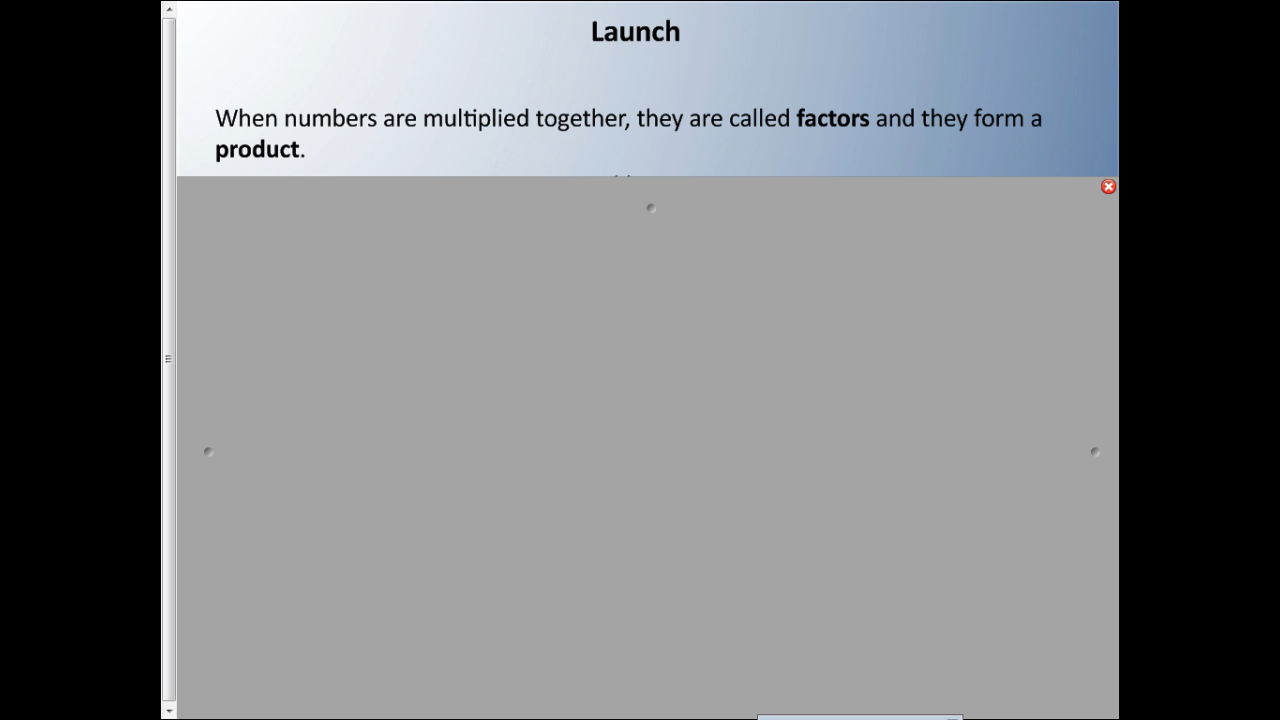 Launch
When numbers are multiplied together, they are called factors and they form a
product.